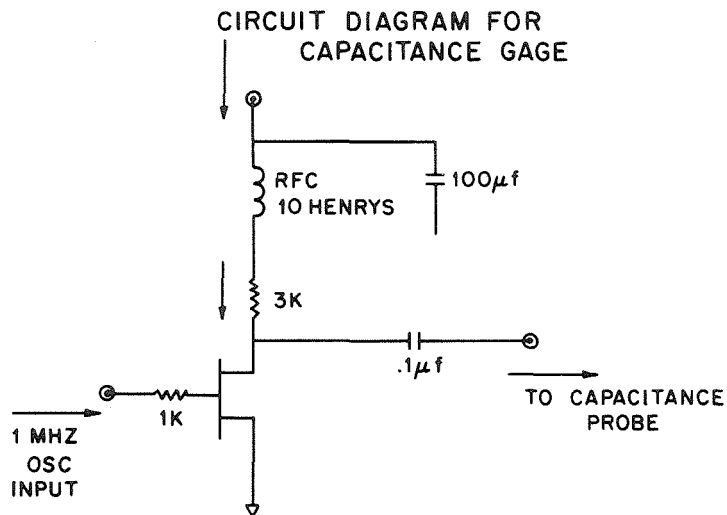 CIRCUIT DIAGRAM FOR
CAPACITANCE GAGE
RFC
10 HENRYS
100μf
3K
.1μf
1K
1 MHZ
OSC
INPUT
TO CAPACITANCE
PROBE